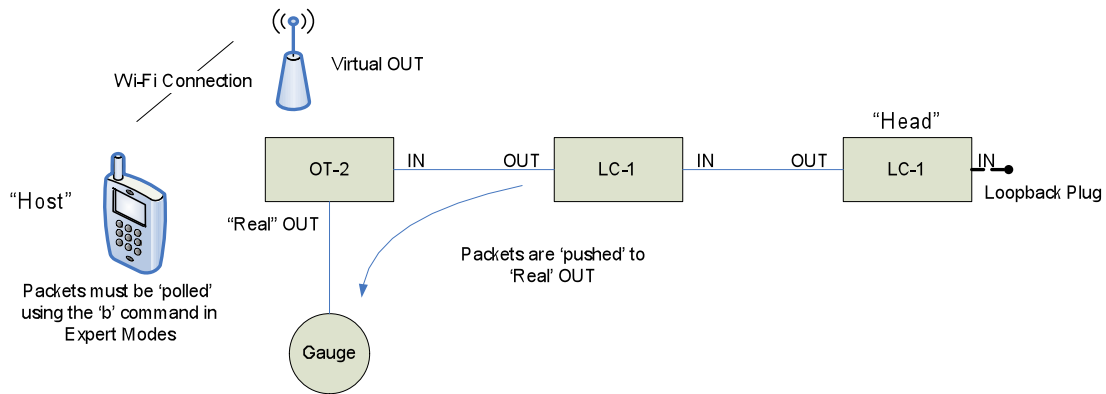 Virtual OUT
Wi-Fi Connection
"Head"
OT-2
IN
OUT
LC-1
IN
OUT
LC-1
IN
Loopback Plug
"Host"
"Real" OUT
Packets are 'pushed' to
'Real' OUT
Packets must be 'polled'
using the 'b' command in
Expert Modes
Gauge